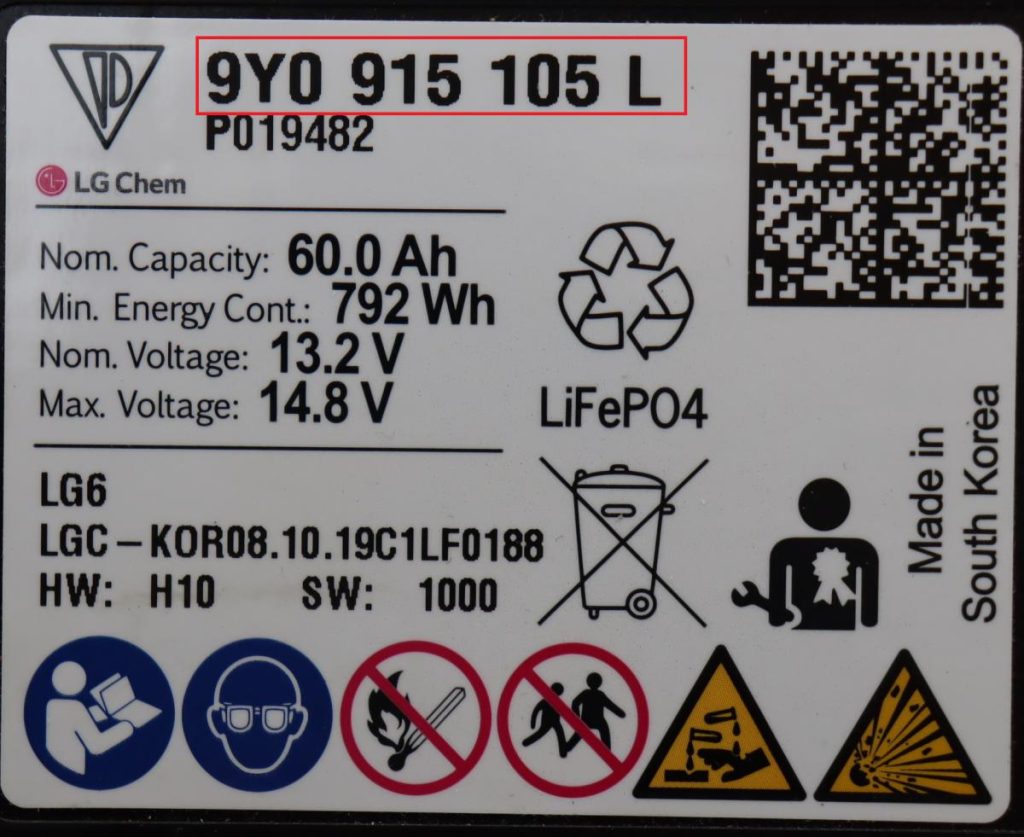 9Y0 915 105 L
P019482
LG Chem
Nom. Capacity: 60.0 Ah
Min. Energy Cont.: 792 Wh
Nom. Voltage: 13.2 V
Max. Voltage: 14.8 V
LiFePO4
LG6
LGC-KOR08.10.19C1LF0188
HW: H10 SW: 1000
Made in
South Korea